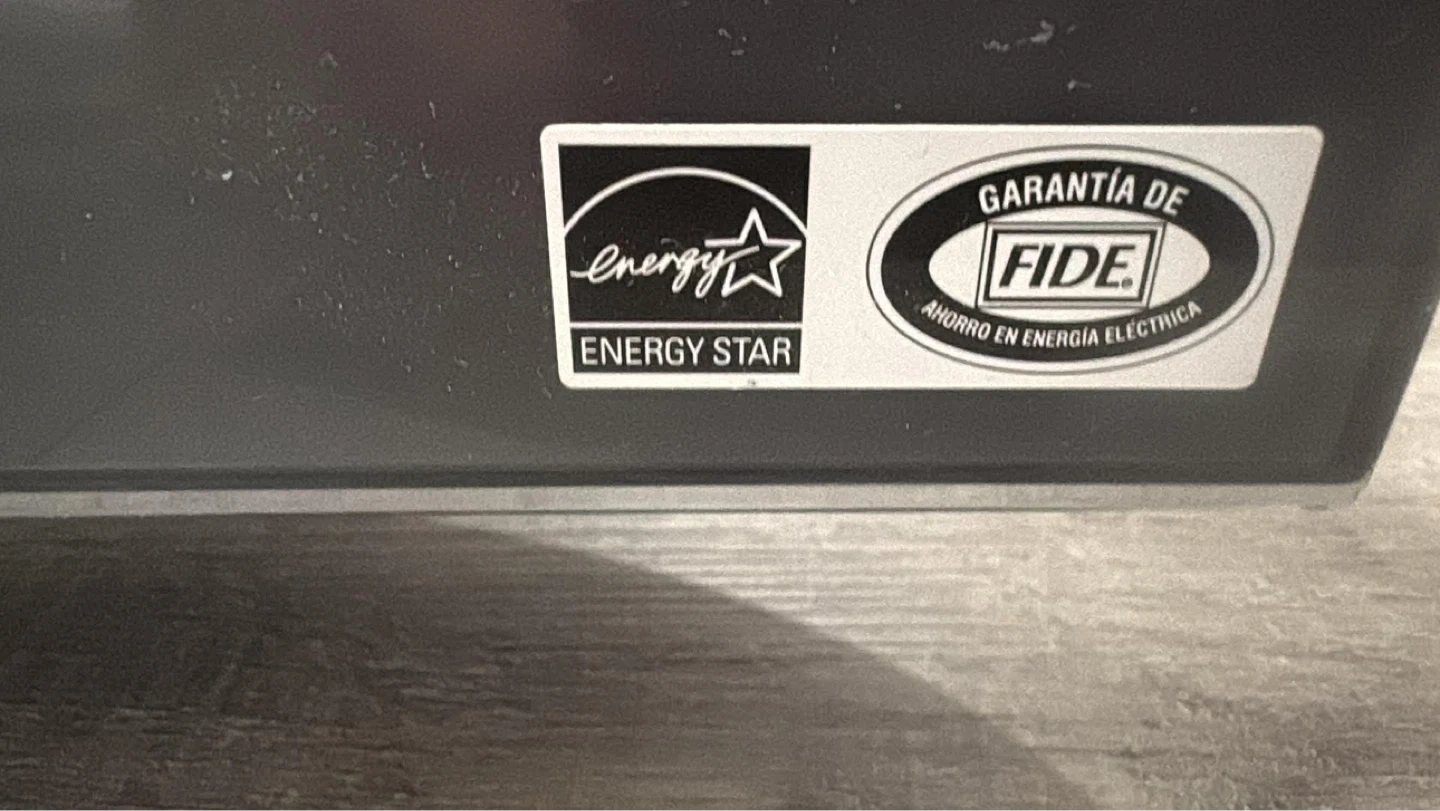 energy
ENERGY STAR
GARANTÍA DE
FIDE®
AHORRO EN ENERGÍA ELÉCTRICA